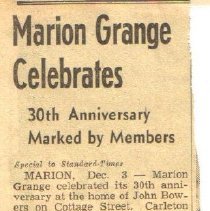 Marion Grange
Celebrates
30th Anniversary
Marked by Members
Special to Standard-Times
MARION, Dec. 3 — Marion
Grange celebrated its 30th anni-
versary at the home of John Bow-
ers on Cottage Street. Carleton